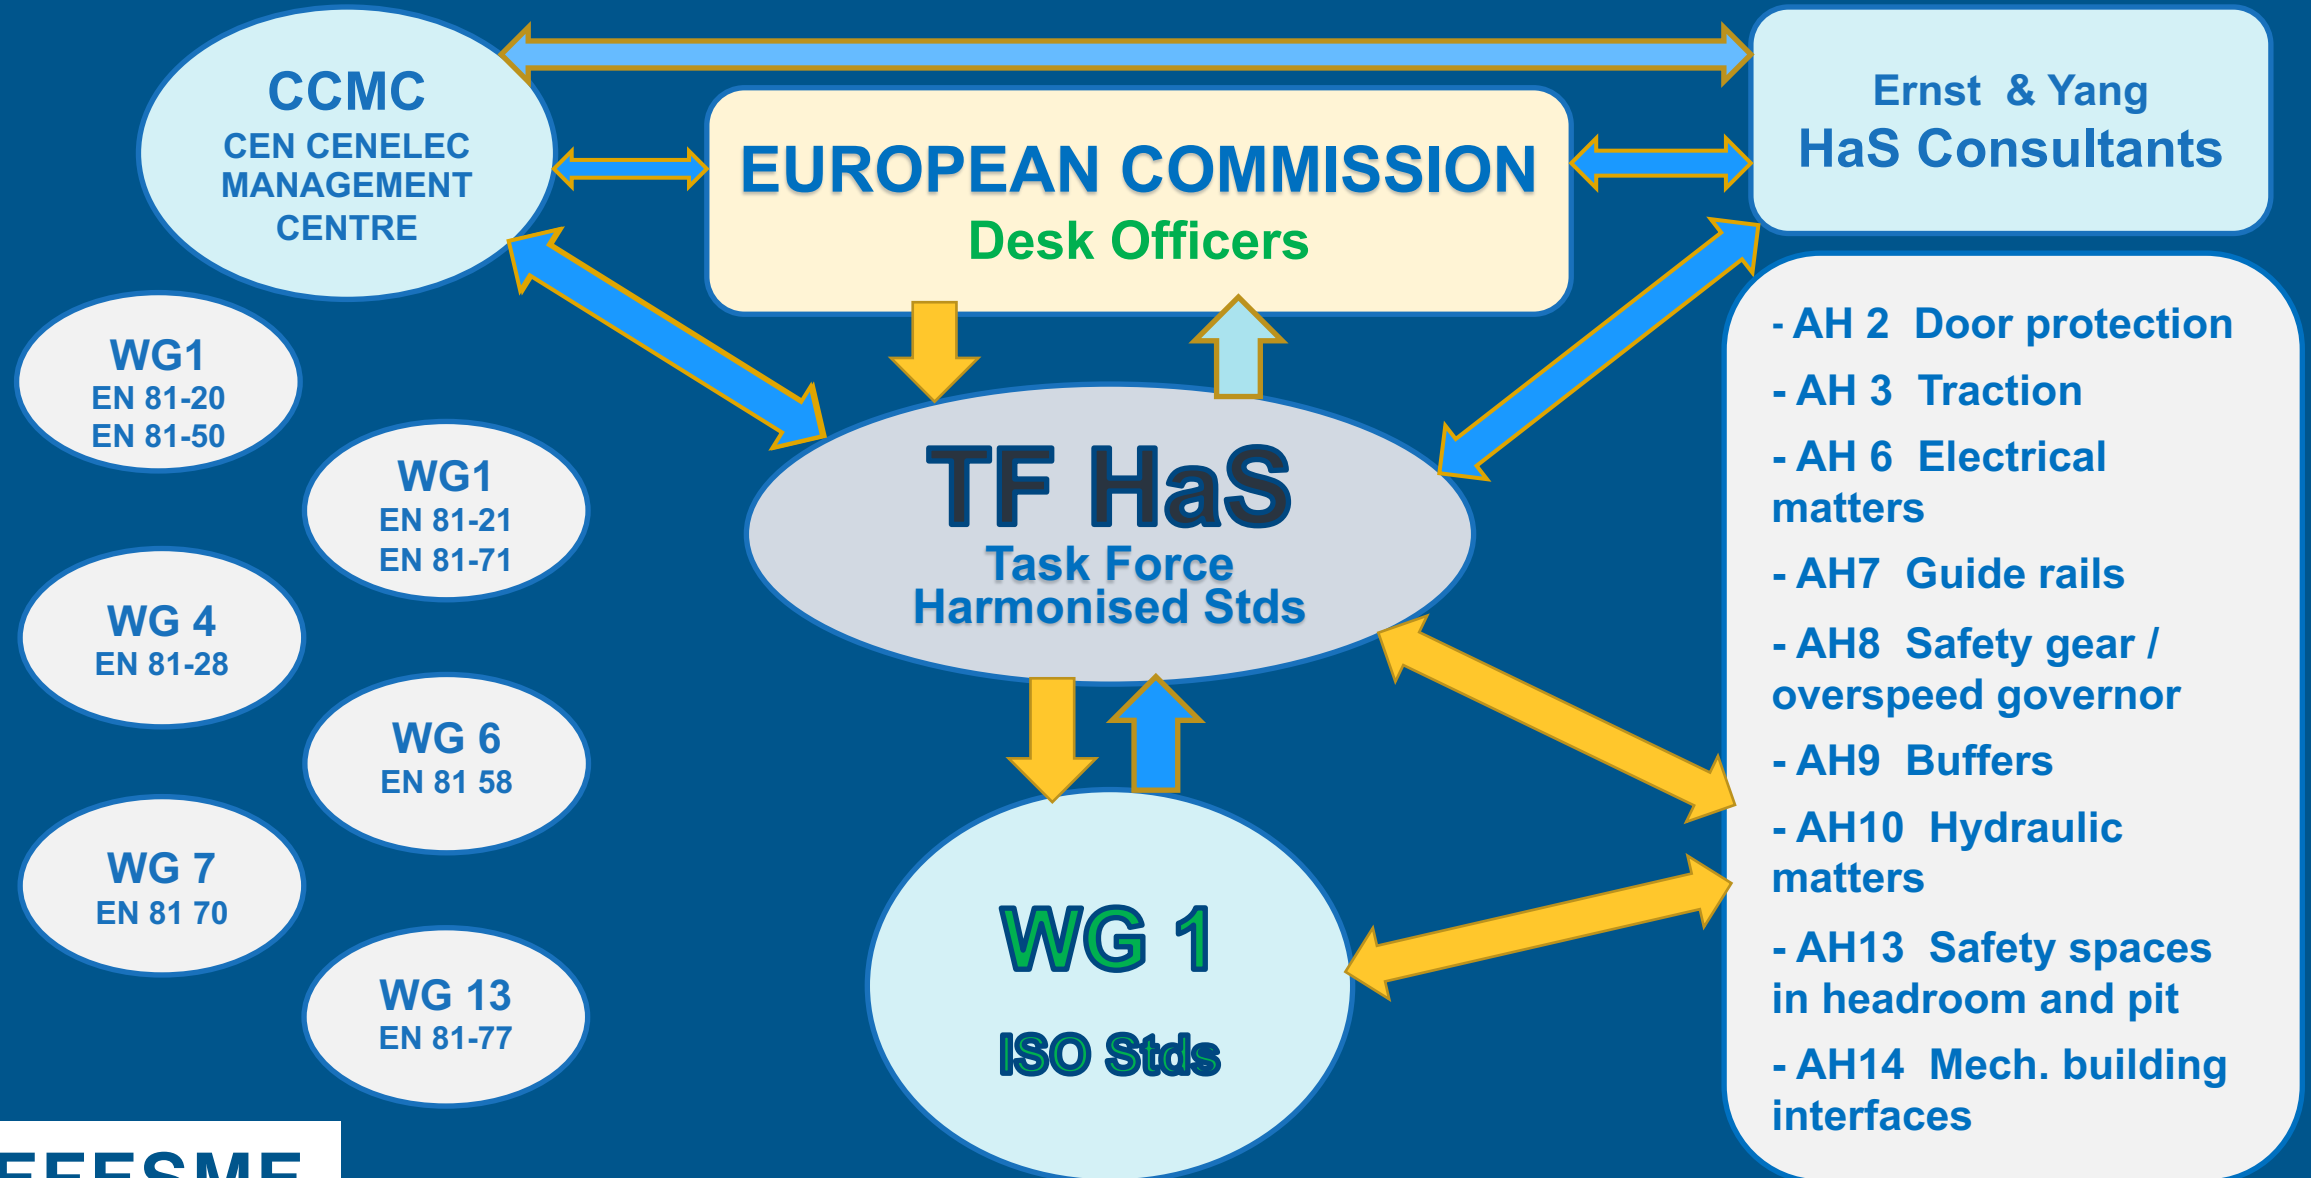 CCMC
CEN CENELEC
MANAGEMENT
CENTRE
EUROPEAN COMMISSION
Desk Officers
Ernst & Yang
HaS Consultants
WG1
EN 81-20
EN 81-50
WG1
EN 81-21
EN 81-71
WG 4
EN 81-28
WG 6
EN 81 58
WG 7
EN 81 70
WG 13
EN 81-77
TF HaS
Task Force
Harmonised Stds
WG 1
ISO Stds
- AH 2 Door protection
- AH 3 Traction
- AH 6 Electrical
matters
- AH7 Guide rails
- AH8 Safety gear /
overspeed governor
- AH9 Buffers
- AH10 Hydraulic
matters
- AH13 Safety spaces
in headroom and pit
- AH14 Mech. building
interfaces
EFESME